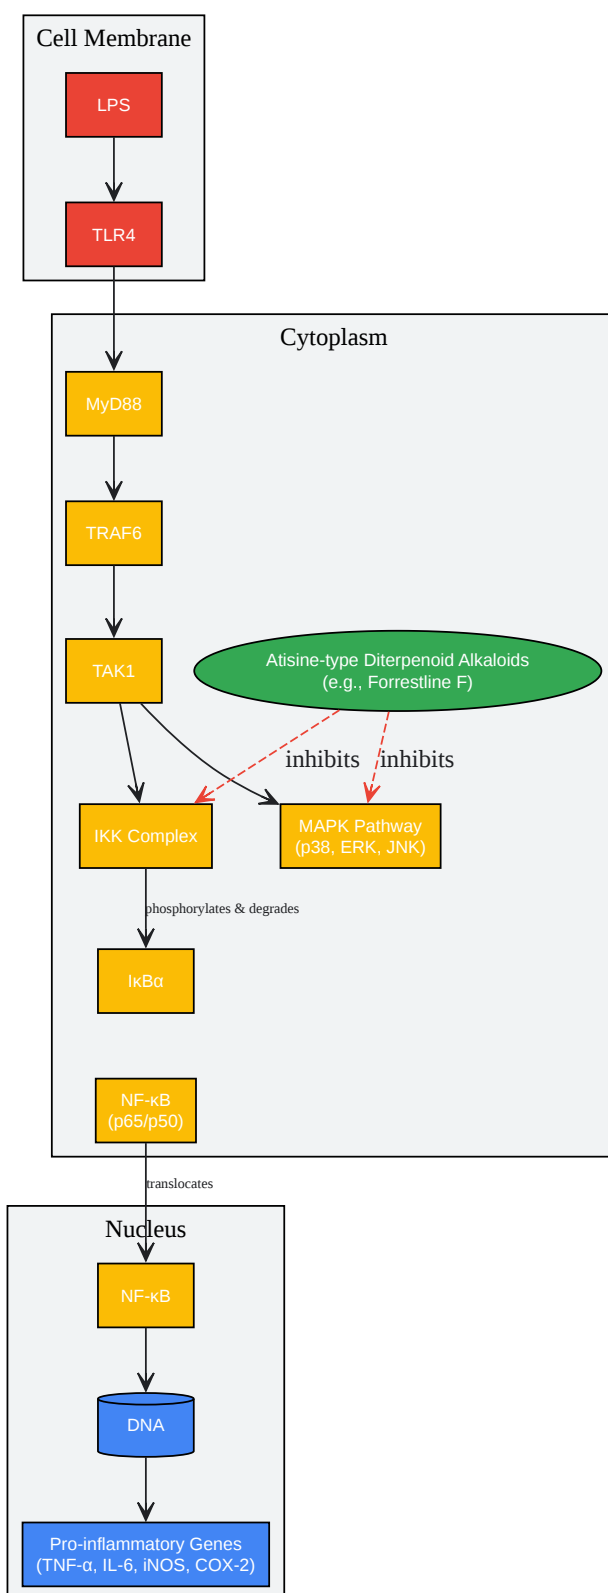 Cell Membrane
LPS
TLR4
Cytoplasm
MyD88
TRAF6
TAK1
Atisine-type Diterpenoid Alkaloids
(e.g., Forrestline F)
inhibits
inhibits
IKK Complex
MAPK Pathway
(p38, ERK, JNK)
phosphorylates & degrades
IκBα
NF-κB
(p65/p50)
translocates
Nucleus
NF-κB
DNA
Pro-inflammatory Genes
(TNF-α, IL-6, iNOS, COX-2)